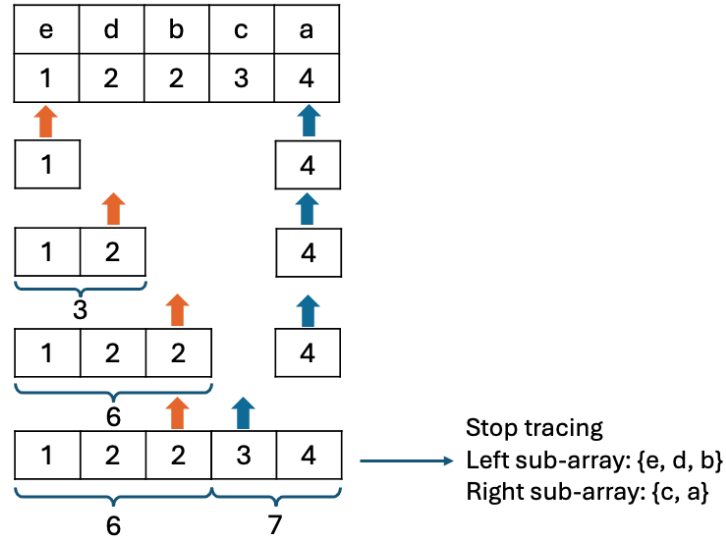 e d b c a
1 2 2 3 4
1 4
1 2 4
3
1 2 2 4
6
1 2 2 3 4
Stop tracing
Left sub-array: {e, d, b}
Right sub-array: {c, a}
6 7